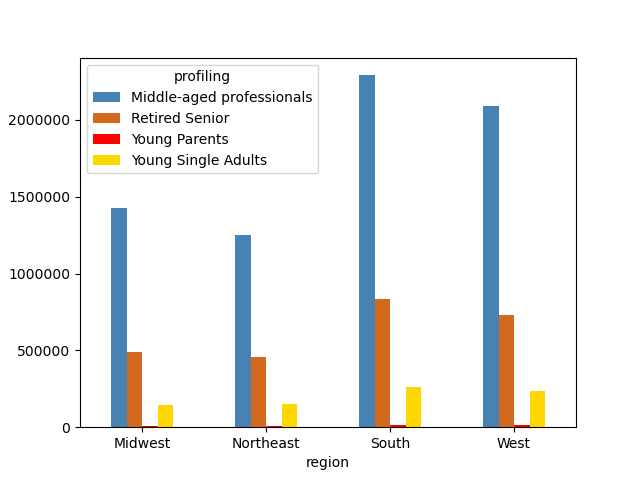 profiling
Middle-aged professionals
Retired Senior
Young Parents
Young Single Adults
2000000
1500000
1000000
500000
0
Midwest Northeast South West
region